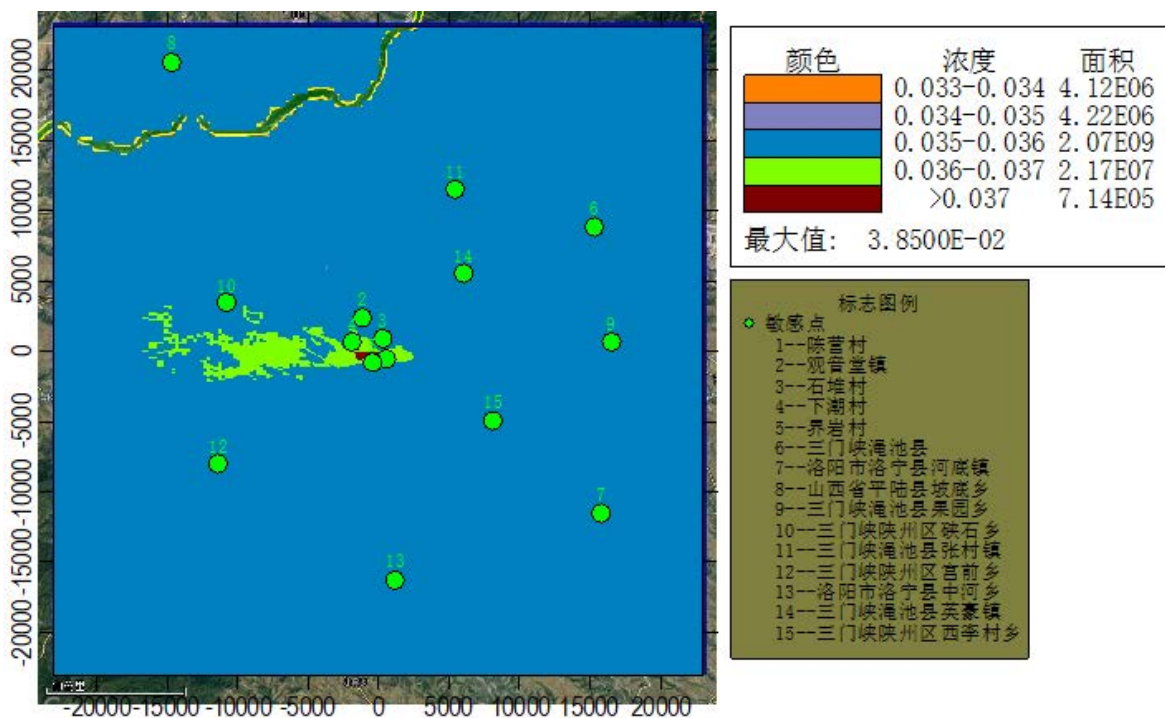 8
11
6
14
10
2
3
9
15
12
7
13
20000
15000
10000
5000
0
-5000
-10000
-15000
-20000
-20000 -15000 -10000 -5000 0 5000 10000 15000 20000
颜色 浓度 面积
0.033-0.034 4.12E06
0.034-0.035 4.22E06
0.035-0.036 2.07E09
0.036-0.037 2.17E07
>0.037 7.14E05
最大值: 3.8500E-02
标志图例
敏感点
1--陈营村
2--观音堂镇
3--石堆村
4--下潮村
5--界岩村
6--三门峡渑池县
7--洛阳市洛宁县河底镇
8--山西省平陆县坡底乡
9--三门峡渑池县果园乡
10--三门峡陕州区硖石乡
11--三门峡渑池县张村镇
12--三门峡陕州区宫前乡
13--洛阳市洛宁县中河乡
14--三门峡渑池县英豪镇
15--三门峡陕州区西李村乡